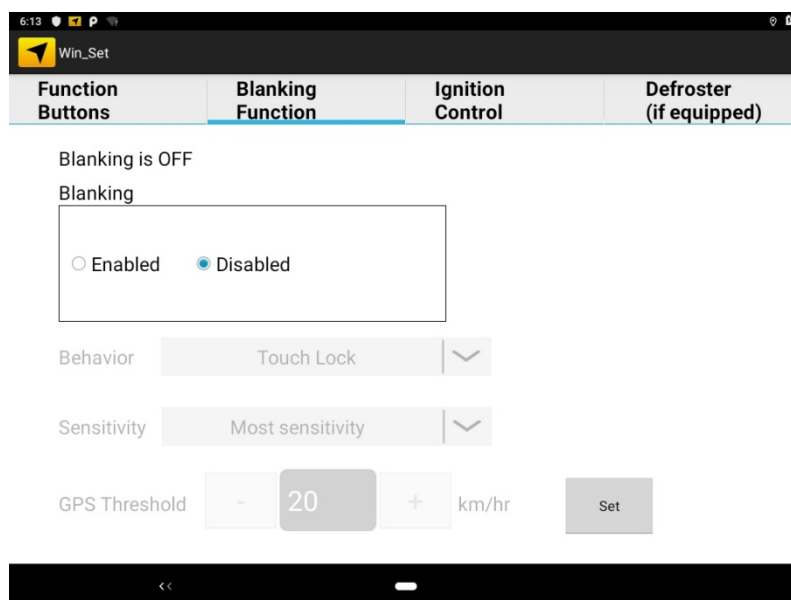 6:13
Win_Set
Function Buttons
Blanking Function
Ignition Control
Defroster (if equipped)
Blanking is OFF
Blanking
Enabled Disabled
Behavior Touch Lock
Sensitivity Most sensitivity
GPS Threshold - 20 + km/hr Set
<<